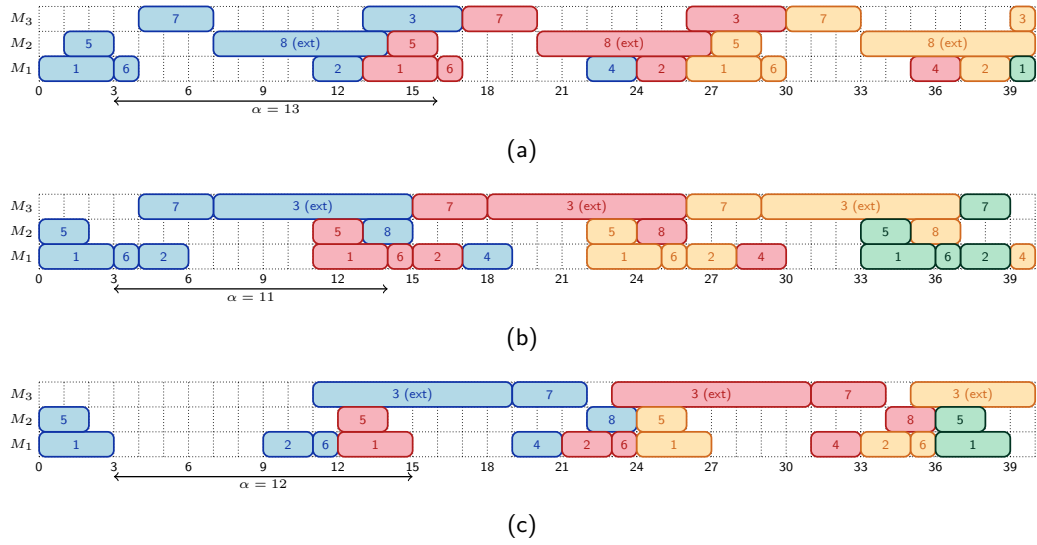 M3 7 3 7 3 7 3
M2 5 8 (ext) 5 8 (ext) 5 8 (ext)
M1 1 6 2 1 6 4 2 1 6 4 2 1
0 3 6 9 12 15 18 21 24 27 30 33 36 39
α = 13
(a)
M3 7 3 (ext) 7 3 (ext) 7 3 (ext) 7
M2 5 5 8 5 8 5 8
M1 1 6 2 1 6 2 4 1 6 2 4 1 6 2 4
0 3 6 9 12 15 18 21 24 27 30 33 36 39
α = 11
(b)
M3 3 (ext) 7 3 (ext) 7 3 (ext)
M2 5 5 8 5 8 5
M1 1 2 6 1 4 2 6 1 4 2 6 1
0 3 6 9 12 15 18 21 24 27 30 33 36 39
α = 12
(c)